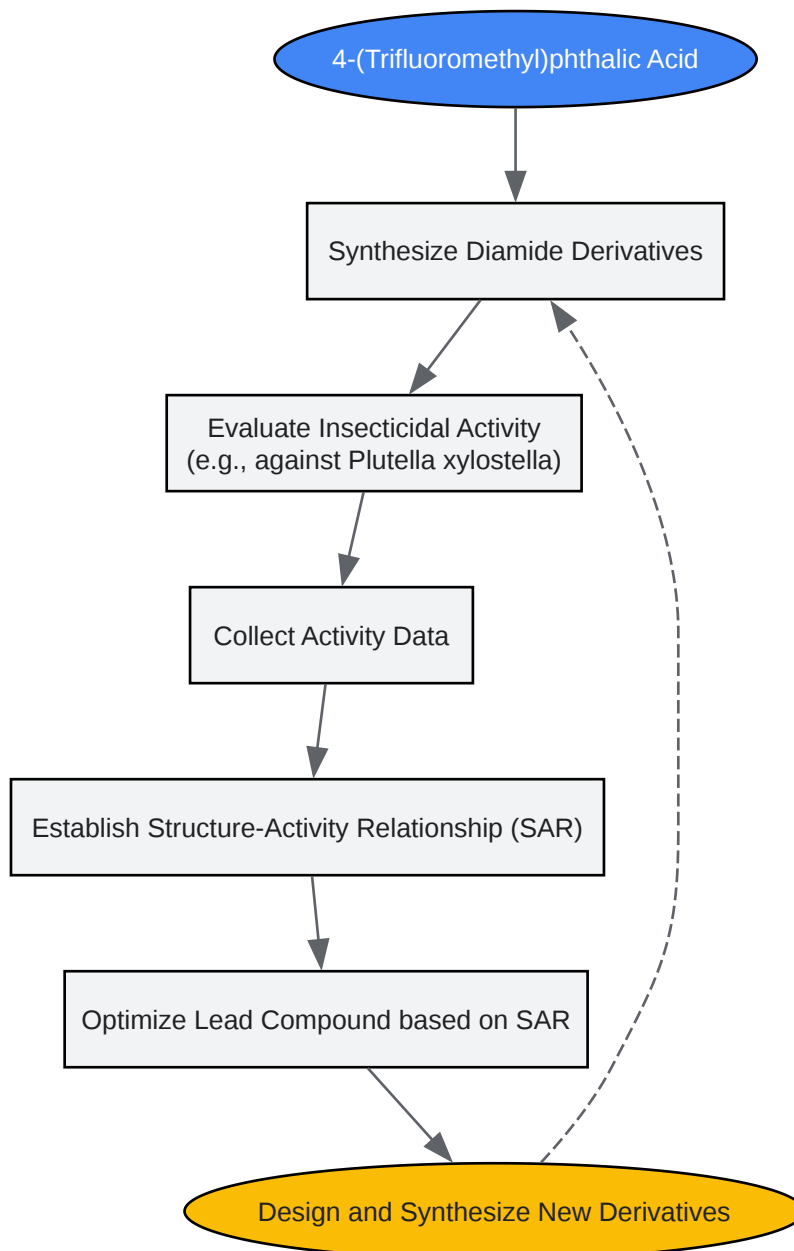 4-(Trifluoromethyl)phthalic Acid
Synthesize Diamide Derivatives
Evaluate Insecticidal Activity
(e.g., against Plutella xylostella)
Collect Activity Data
Establish Structure-Activity Relationship (SAR)
Optimize Lead Compound based on SAR
Design and Synthesize New Derivatives